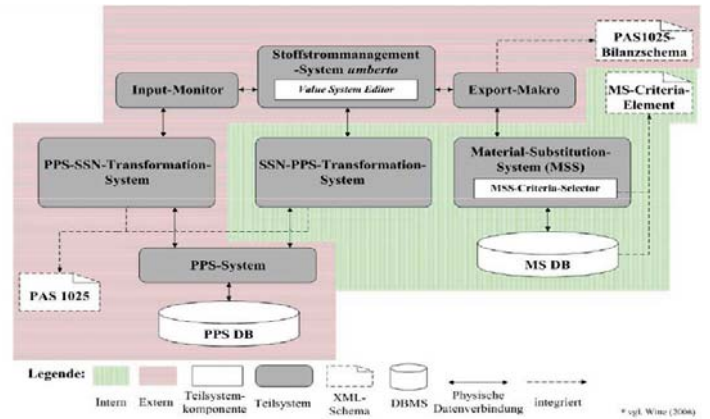 PAS1025-
Bilanzschema
Stoffstrommanagement
-System umberto
Value System Editor
Input-Monitor
Export-Makro
MS-Criteria-
Element
PPS-SSN-Transformation-
System
SSN-PPS-Transformation-
System
Material-Substitution-
System (MSS)
MSS-Criteria-Selector
PPS-System
MS DB
PAS 1025
PPS DB
Legende:
Intern
Extern
Teilsystem-
komponente
Teilsystem
XML-
Schema
DBMS
Physische
Datenverbindung
integriert
* vgl. Wine (2006)